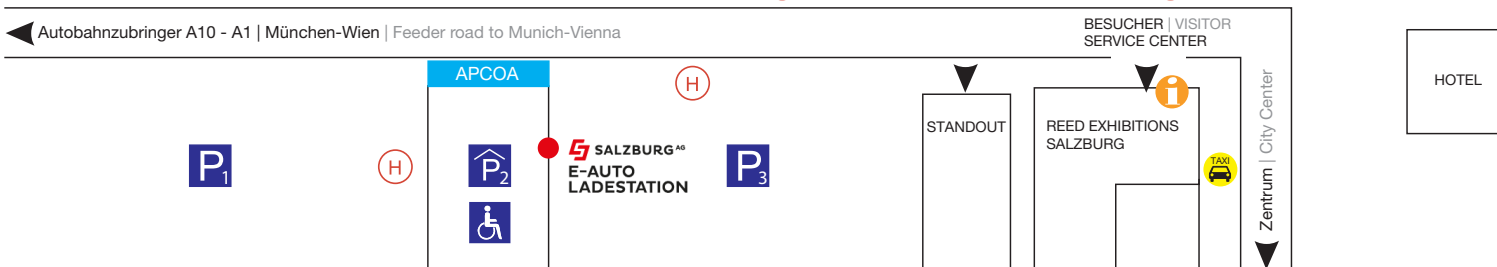 Autobahnzubringer A10 - A1 | München-Wien | Feeder road to Munich-Vienna
BESUCHER | VISITOR
SERVICE CENTER
APCOA
H
HOTEL
STANDOUT
REED EXHIBITIONS
SALZBURG
SALZBURG AG
E-AUTO
LADESTATION
P1
H
P2
P3
TAXI
Zentrum | City Center